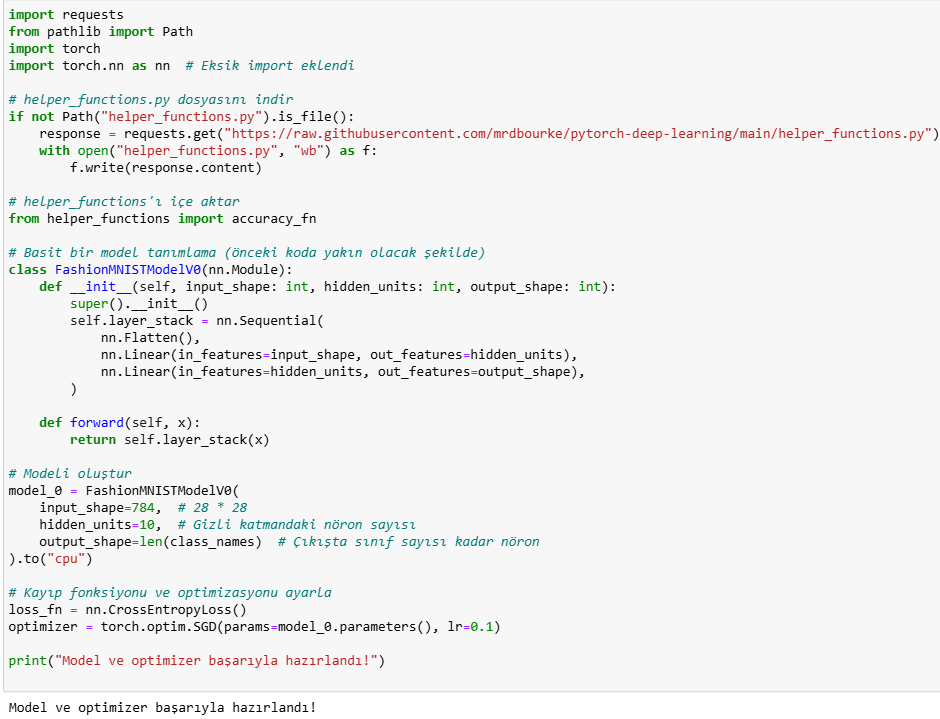 import requests
from pathlib import Path
import torch
import torch.nn as nn  # Eksik import eklendi
# helper_functions.py dosyasını indir
if not Path("helper_functions.py").is_file():
    response = requests.get("https://raw.githubusercontent.com/mrdbourke/pytorch-deep-learning/main/helper_functions.py")
    with open("helper_functions.py", "wb") as f:
        f.write(response.content)
# helper_functions'ı içe aktar
from helper_functions import accuracy_fn
# Basit bir model tanımlama (önceki koda yakın olacak şekilde)
class FashionMNISTModelV0(nn.Module):
    def __init__(self, input_shape: int, hidden_units: int, output_shape: int):
        super().__init__()
        self.layer_stack = nn.Sequential(
            nn.Flatten(),
            nn.Linear(in_features=input_shape, out_features=hidden_units),
            nn.Linear(in_features=hidden_units, out_features=output_shape),
        )
    def forward(self, x):
        return self.layer_stack(x)
# Modeli oluştur
model_0 = FashionMNISTModelV0(
    input_shape=784,  # 28 * 28
    hidden_units=10,  # Gizli katmandaki nöron sayısı
    output_shape=len(class_names)  # Çıkışta sınıf sayısı kadar nöron
).to("cpu")
# Kayıp fonksiyonu ve optimizasyonu ayarla
loss_fn = nn.CrossEntropyLoss()
optimizer = torch.optim.SGD(params=model_0.parameters(), lr=0.1)
print("Model ve optimizer başarıyla hazırlandı!")
Model ve optimizer başarıyla hazırlandı!